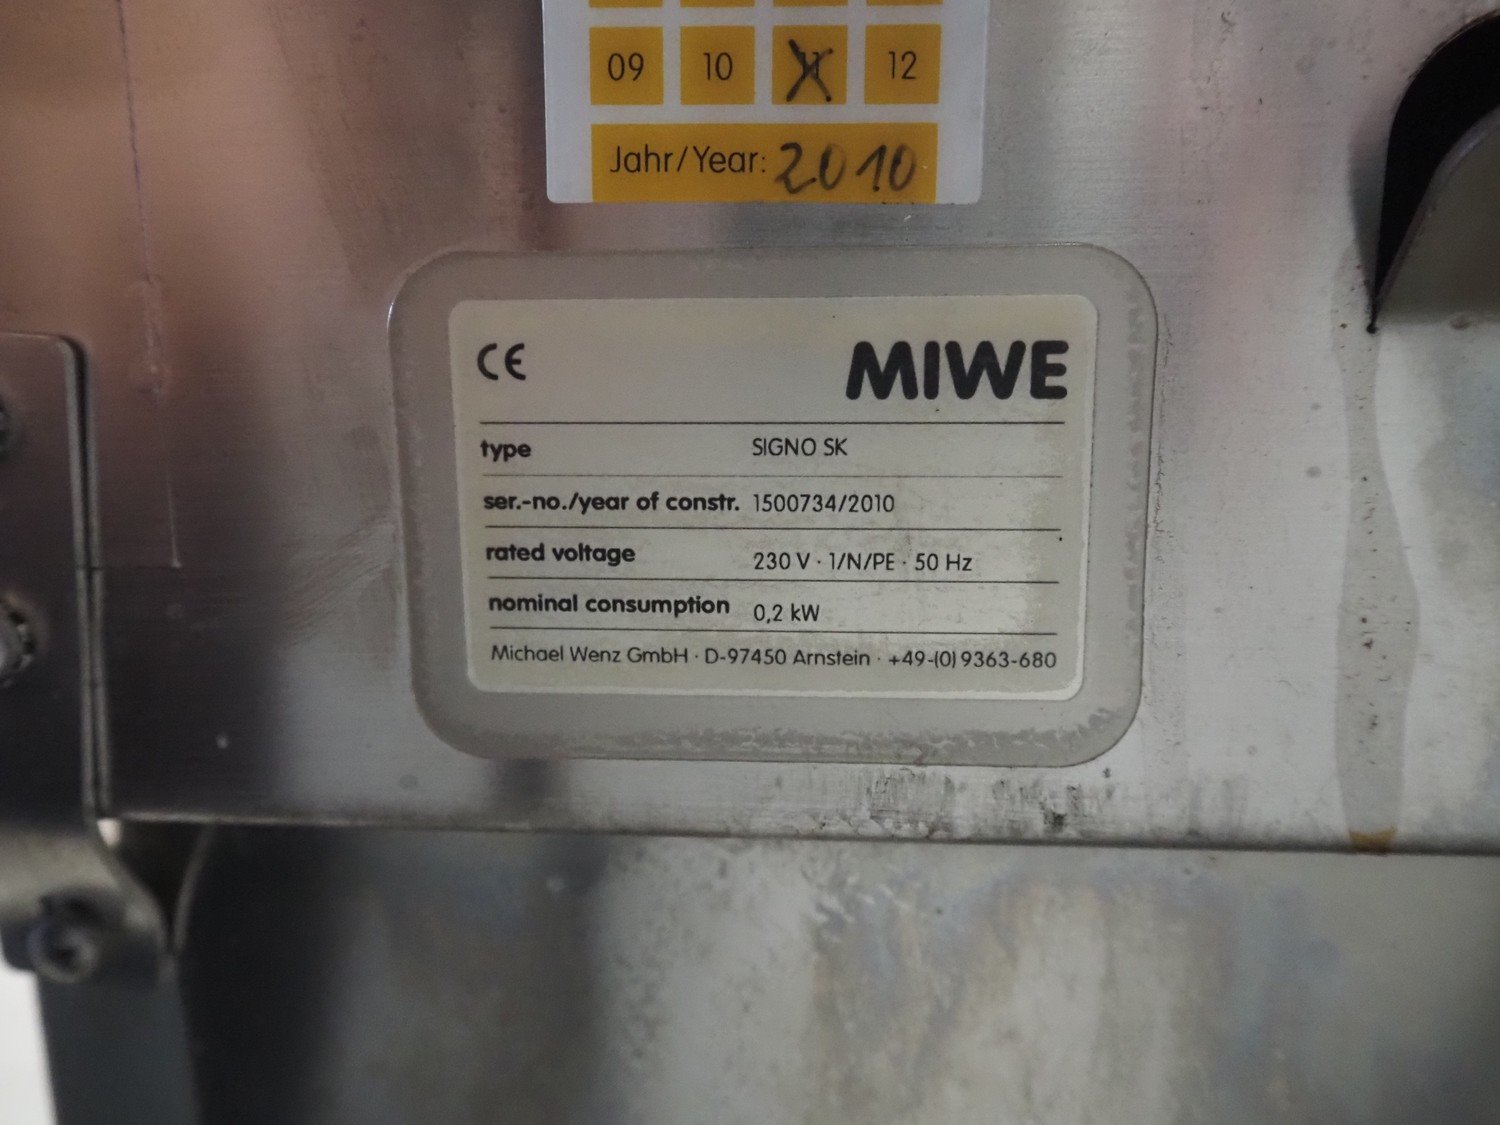 09 10 11 12
Jahr/Year: 2010
CE MIWE
type SIGNO SK
ser.-no./year of constr. 1500734/2010
rated voltage 230 V · 1/N/PE · 50 Hz
nominal consumption 0,2 kW
Michael Wenz GmbH · D-97450 Arnstein · +49-(0)9363-680